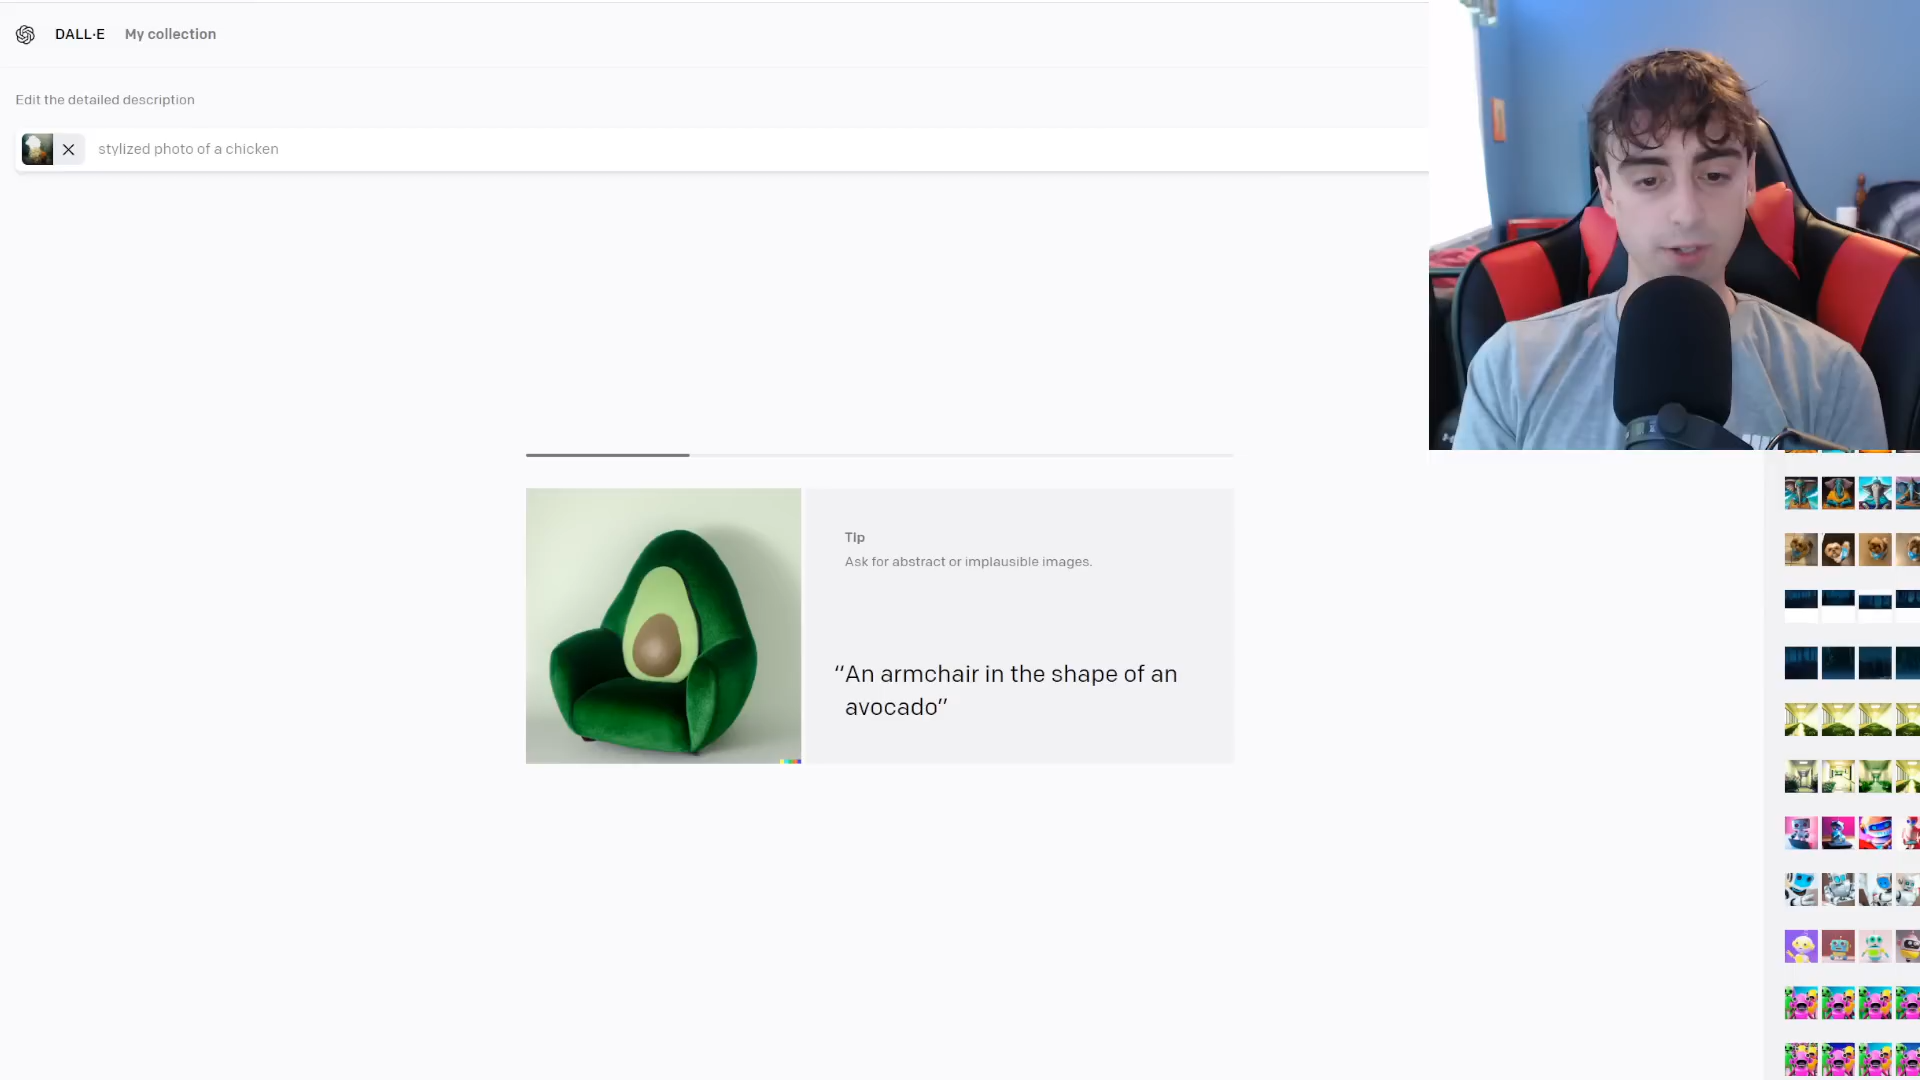 DALL·E
My collection
Edit the detailed description
stylized photo of a chicken
Tip
Ask for abstract or implausible images.
“An armchair in the shape of an
avocado”